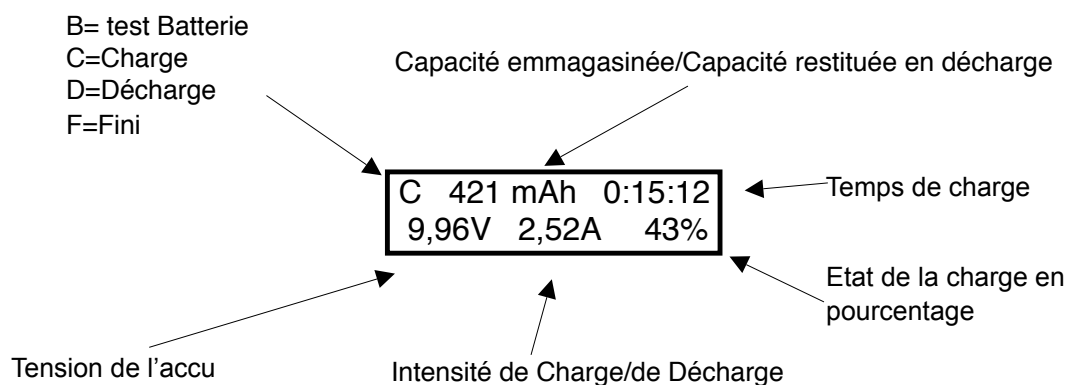 B= test Batterie
C=Charge
D=Décharge
F=Fini
Capacité emmagasinée/Capacité restituée en décharge
C 421 mAh 0:15:12
9,96V 2,52A 43%
Temps de charge
Etat de la charge en
pourcentage
Tension de l’accu
Intensité de Charge/de Décharge